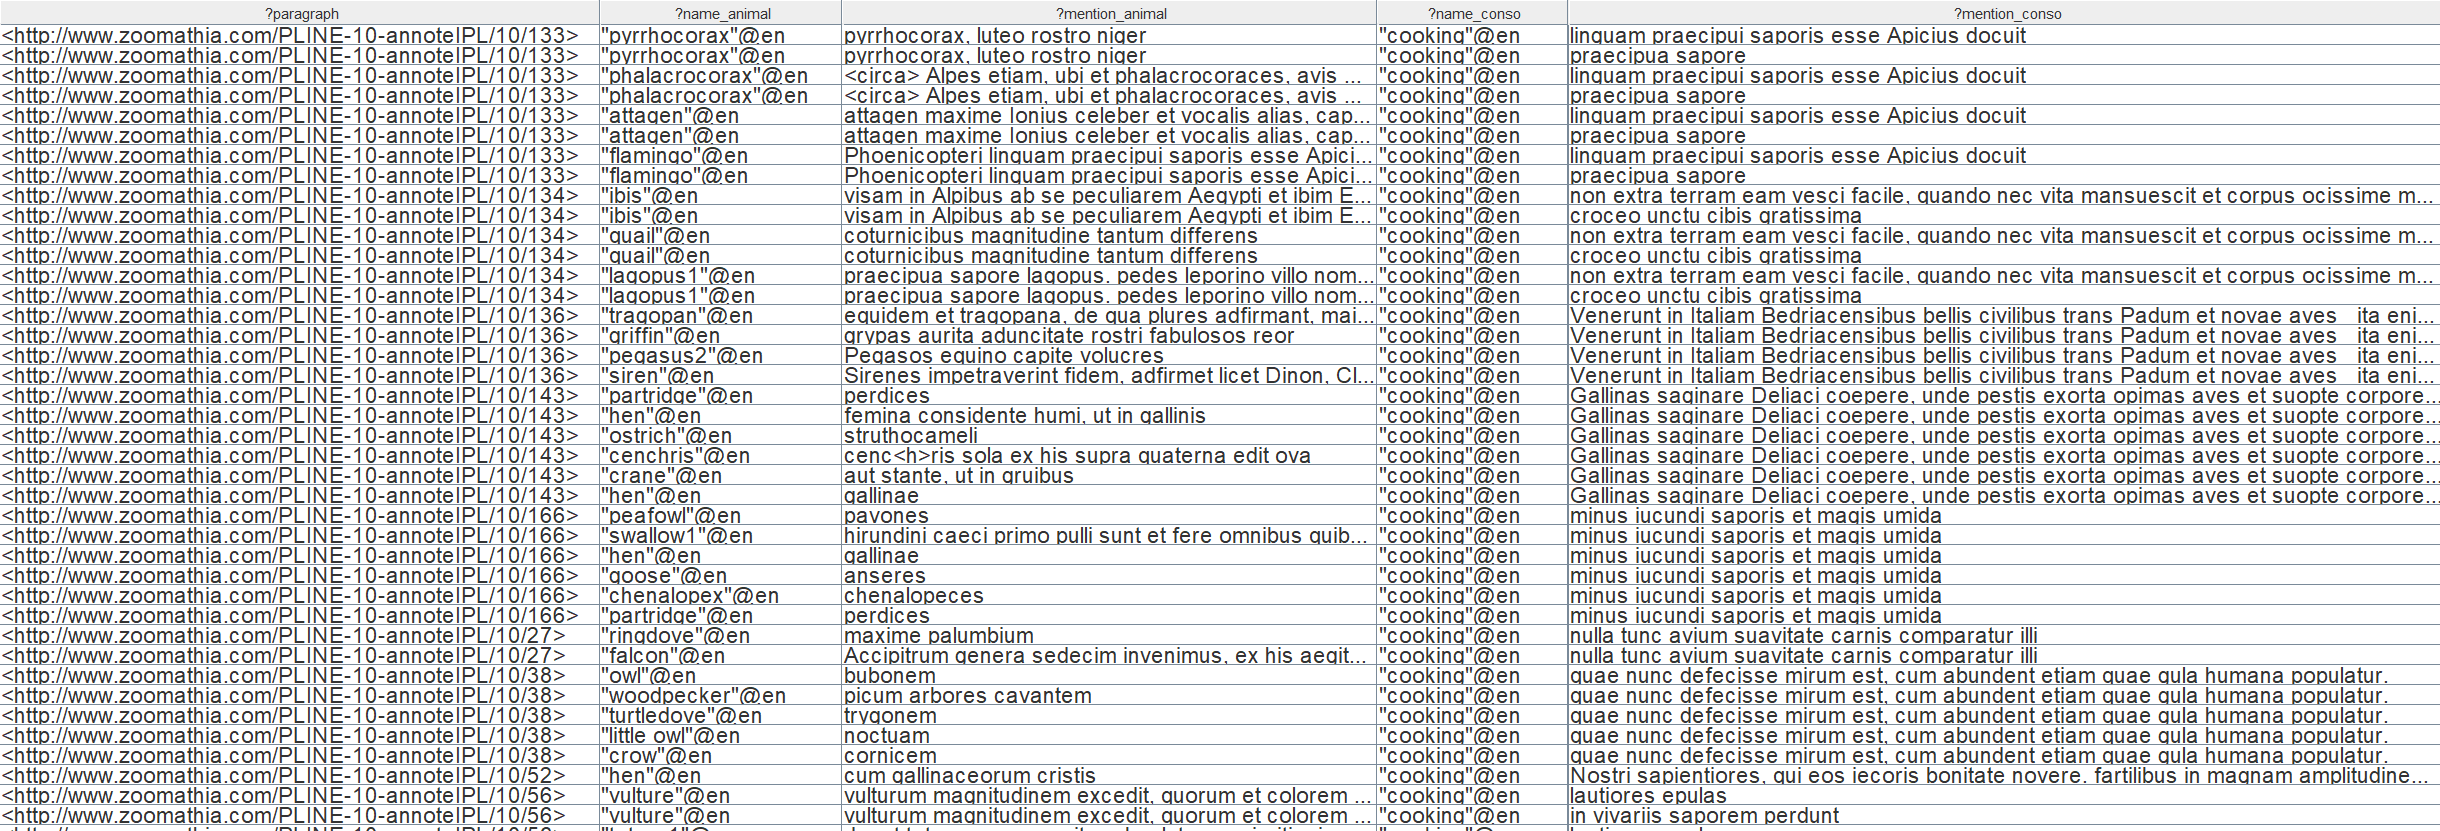 ?paragraph ?name_animal ?mention_animal ?name_conso ?mention_conso
<http://www.zoomathia.com/PLINE-10-annoteIPL/10/133> "pyrrhocorax"@en pyrrhocorax, luteo rostro niger "cooking"@en linguam praecipui saporis esse Apicius docuit
<http://www.zoomathia.com/PLINE-10-annoteIPL/10/133> "pyrrhocorax"@en pyrrhocorax, luteo rostro niger "cooking"@en praecipua sapore
<http://www.zoomathia.com/PLINE-10-annoteIPL/10/133> "phalacrocorax"@en <circa> Alpes etiam, ubi et phalacrocoraces, avis ... "cooking"@en linguam praecipui saporis esse Apicius docuit
<http://www.zoomathia.com/PLINE-10-annoteIPL/10/133> "phalacrocorax"@en <circa> Alpes etiam, ubi et phalacrocoraces, avis ... "cooking"@en praecipua sapore
<http://www.zoomathia.com/PLINE-10-annoteIPL/10/133> "attagen"@en attagen maxime Ionius celeber et vocalis alias, cap... "cooking"@en linguam praecipui saporis esse Apicius docuit
<http://www.zoomathia.com/PLINE-10-annoteIPL/10/133> "attagen"@en attagen maxime Ionius celeber et vocalis alias, cap... "cooking"@en praecipua sapore
<http://www.zoomathia.com/PLINE-10-annoteIPL/10/133> "flamingo"@en Phoenicopteri linguam praecipui saporis esse Apici... "cooking"@en linguam praecipui saporis esse Apicius docuit
<http://www.zoomathia.com/PLINE-10-annoteIPL/10/133> "flamingo"@en Phoenicopteri linguam praecipui saporis esse Apici... "cooking"@en praecipua sapore
<http://www.zoomathia.com/PLINE-10-annoteIPL/10/134> "ibis"@en visam in Alpibus ab se peculiarem Aegypti et ibim E... "cooking"@en non extra terram eam vesci facile, quando nec vita mansuescit et corpus ocissime m...
<http://www.zoomathia.com/PLINE-10-annoteIPL/10/134> "ibis"@en visam in Alpibus ab se peculiarem Aegypti et ibim E... "cooking"@en croceo unctu cibis gratissima
<http://www.zoomathia.com/PLINE-10-annoteIPL/10/134> "quail"@en coturnicibus magnitudine tantum differens "cooking"@en non extra terram eam vesci facile, quando nec vita mansuescit et corpus ocissime m...
<http://www.zoomathia.com/PLINE-10-annoteIPL/10/134> "quail"@en coturnicibus magnitudine tantum differens "cooking"@en croceo unctu cibis gratissima
<http://www.zoomathia.com/PLINE-10-annoteIPL/10/134> "lagopus1"@en praecipua sapore lagopus. pedes leporino villo nom... "cooking"@en non extra terram eam vesci facile, quando nec vita mansuescit et corpus ocissime m...
<http://www.zoomathia.com/PLINE-10-annoteIPL/10/134> "lagopus1"@en praecipua sapore lagopus. pedes leporino villo nom... "cooking"@en croceo unctu cibis gratissima
<http://www.zoomathia.com/PLINE-10-annoteIPL/10/136> "tragopan"@en equidem et tragopana, de qua plures adfirmant, mai... "cooking"@en Venerunt in Italiam Bedriacensibus bellis civilibus trans Padum et novae aves ita eni...
<http://www.zoomathia.com/PLINE-10-annoteIPL/10/136> "griffin"@en grypas aurita aduncitate rostri fabulosos reor "cooking"@en Venerunt in Italiam Bedriacensibus bellis civilibus trans Padum et novae aves ita eni...
<http://www.zoomathia.com/PLINE-10-annoteIPL/10/136> "pegasus2"@en Pegasos equino capite volucres "cooking"@en Venerunt in Italiam Bedriacensibus bellis civilibus trans Padum et novae aves ita eni...
<http://www.zoomathia.com/PLINE-10-annoteIPL/10/136> "siren"@en Sirenes impetraverint fidem, adfirmet licet Dinon, Cl... "cooking"@en Venerunt in Italiam Bedriacensibus bellis civilibus trans Padum et novae aves ita eni...
<http://www.zoomathia.com/PLINE-10-annoteIPL/10/143> "partridge"@en perdices "cooking"@en Gallinas saginare Deliaci coepere, unde pestis exorta opimas aves et suopte corpore...
<http://www.zoomathia.com/PLINE-10-annoteIPL/10/143> "hen"@en femina considente humi, ut in gallinis "cooking"@en Gallinas saginare Deliaci coepere, unde pestis exorta opimas aves et suopte corpore...
<http://www.zoomathia.com/PLINE-10-annoteIPL/10/143> "ostrich"@en struthocameli "cooking"@en Gallinas saginare Deliaci coepere, unde pestis exorta opimas aves et suopte corpore...
<http://www.zoomathia.com/PLINE-10-annoteIPL/10/143> "cenchris"@en cenc<h>ris sola ex his supra quaterna edit ova "cooking"@en Gallinas saginare Deliaci coepere, unde pestis exorta opimas aves et suopte corpore...
<http://www.zoomathia.com/PLINE-10-annoteIPL/10/143> "crane"@en aut stante, ut in gruibus "cooking"@en Gallinas saginare Deliaci coepere, unde pestis exorta opimas aves et suopte corpore...
<http://www.zoomathia.com/PLINE-10-annoteIPL/10/143> "hen"@en gallinae "cooking"@en Gallinas saginare Deliaci coepere, unde pestis exorta opimas aves et suopte corpore...
<http://www.zoomathia.com/PLINE-10-annoteIPL/10/166> "peafowl"@en pavones "cooking"@en minus iucundi saporis et magis umida
<http://www.zoomathia.com/PLINE-10-annoteIPL/10/166> "swallow1"@en hirundini caeci primo pulli sunt et fere omnibus quib... "cooking"@en minus iucundi saporis et magis umida
<http://www.zoomathia.com/PLINE-10-annoteIPL/10/166> "hen"@en gallinae "cooking"@en minus iucundi saporis et magis umida
<http://www.zoomathia.com/PLINE-10-annoteIPL/10/166> "goose"@en anseres "cooking"@en minus iucundi saporis et magis umida
<http://www.zoomathia.com/PLINE-10-annoteIPL/10/166> "chenalopex"@en chenalopeces "cooking"@en minus iucundi saporis et magis umida
<http://www.zoomathia.com/PLINE-10-annoteIPL/10/166> "partridge"@en perdices "cooking"@en minus iucundi saporis et magis umida
<http://www.zoomathia.com/PLINE-10-annoteIPL/10/27> "ringdove"@en maxime palumbium "cooking"@en nulla tunc avium suavitate carnis comparatur illi
<http://www.zoomathia.com/PLINE-10-annoteIPL/10/27> "falcon"@en Accipitrum genera sedecim invenimus, ex his aegit... "cooking"@en nulla tunc avium suavitate carnis comparatur illi
<http://www.zoomathia.com/PLINE-10-annoteIPL/10/38> "owl"@en bubonem "cooking"@en quae nunc defecisse mirum est, cum abundent etiam quae gula humana populatur.
<http://www.zoomathia.com/PLINE-10-annoteIPL/10/38> "woodpecker"@en picum arbores cavantem "cooking"@en quae nunc defecisse mirum est, cum abundent etiam quae gula humana populatur.
<http://www.zoomathia.com/PLINE-10-annoteIPL/10/38> "turtledove"@en trygonem "cooking"@en quae nunc defecisse mirum est, cum abundent etiam quae gula humana populatur.
<http://www.zoomathia.com/PLINE-10-annoteIPL/10/38> "little owl"@en noctuam "cooking"@en quae nunc defecisse mirum est, cum abundent etiam quae gula humana populatur.
<http://www.zoomathia.com/PLINE-10-annoteIPL/10/38> "crow"@en cornicem "cooking"@en quae nunc defecisse mirum est, cum abundent etiam quae gula humana populatur.
<http://www.zoomathia.com/PLINE-10-annoteIPL/10/52> "hen"@en cum gallinaceorum cristis "cooking"@en Nostri sapientiores, qui eos iecoris bonitate novere. fartilibus in magnam amplitudine...
<http://www.zoomathia.com/PLINE-10-annoteIPL/10/56> "vulture"@en vulturum magnitudinem excedit, quorum et colorem ... "cooking"@en lautiores epulas
<http://www.zoomathia.com/PLINE-10-annoteIPL/10/56> "vulture"@en vulturum magnitudinem excedit, quorum et colorem ... "cooking"@en in vivariis saporem perdunt